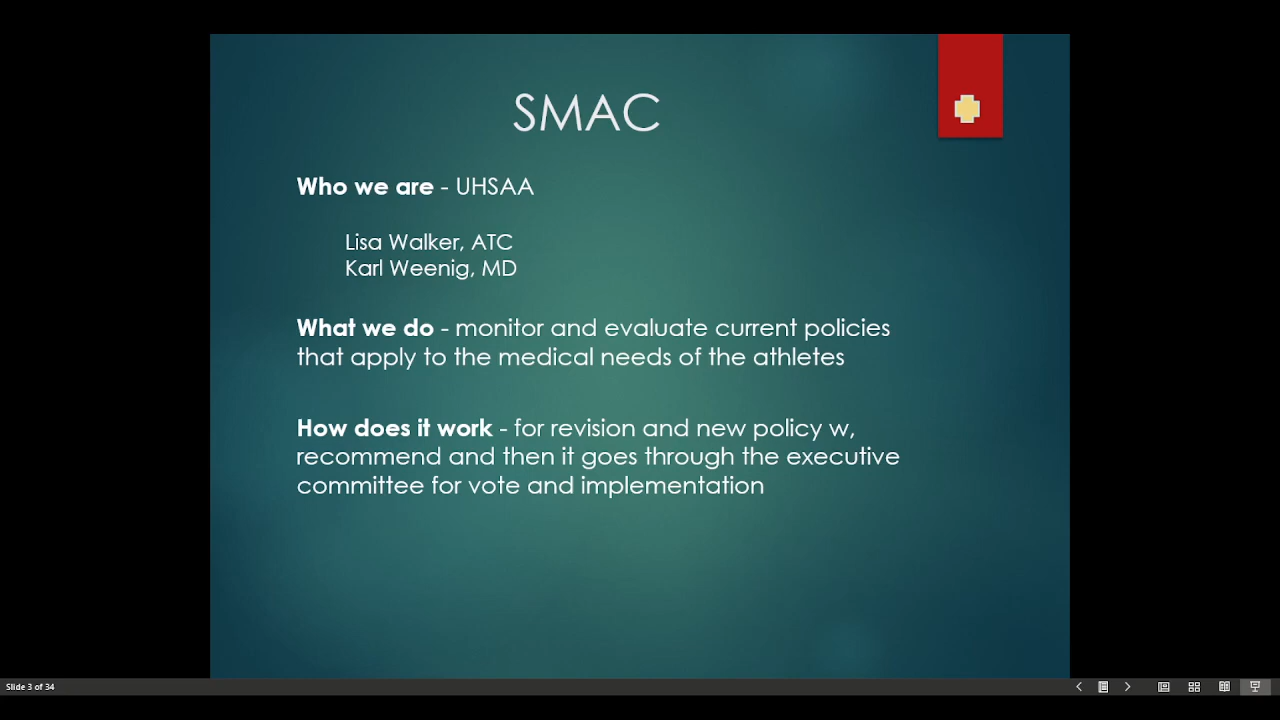 SMAC
Who we are - UHSAA
Lisa Walker, ATC
Karl Weenig, MD
What we do - monitor and evaluate current policies
that apply to the medical needs of the athletes
How does it work - for revision and new policy w,
recommend and then it goes through the executive
committee for vote and implementation
Slide 3 of 34